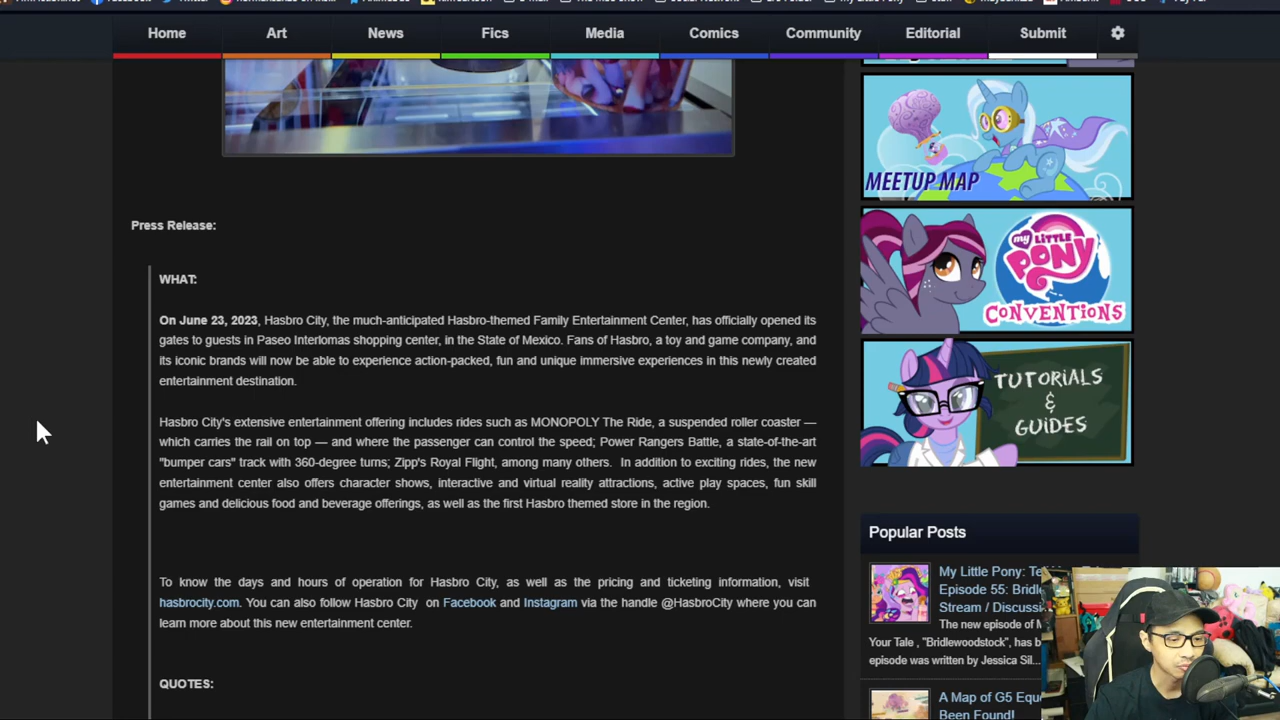 Home Art News Fics Media Comics Community Editorial Submit
MEETUP MAP
my LITTLE PONY
CONVENTIONS
TUTORIALS
&
GUIDES
Press Release:
WHAT:
On June 23, 2023, Hasbro City, the much-anticipated Hasbro-themed Family Entertainment Center, has officially opened its
gates to guests in Paseo Interlomas shopping center, in the State of Mexico. Fans of Hasbro, a toy and game company, and
its iconic brands will now be able to experience action-packed, fun and unique immersive experiences in this newly created
entertainment destination.
Hasbro City's extensive entertainment offering includes rides such as MONOPOLY The Ride, a suspended roller coaster —
which carries the rail on top — and where the passenger can control the speed; Power Rangers Battle, a state-of-the-art
"bumper cars" track with 360-degree turns; Zipp's Royal Flight, among many others. In addition to exciting rides, the new
entertainment center also offers character shows, interactive and virtual reality attractions, active play spaces, fun skill
games and delicious food and beverage offerings, as well as the first Hasbro themed store in the region.
To know the days and hours of operation for Hasbro City, as well as the pricing and ticketing information, visit
hasbrocity.com. You can also follow Hasbro City on Facebook and Instagram via the handle @HasbroCity where you can
learn more about this new entertainment center.
QUOTES:
Popular Posts
My Little Pony:
Episode 55:
Stream / Discussi
The new episode of
Your Tale , "Bridlewoodstock", has b
episode was written by Jessica Sil...
A Map of G5
Been Found!